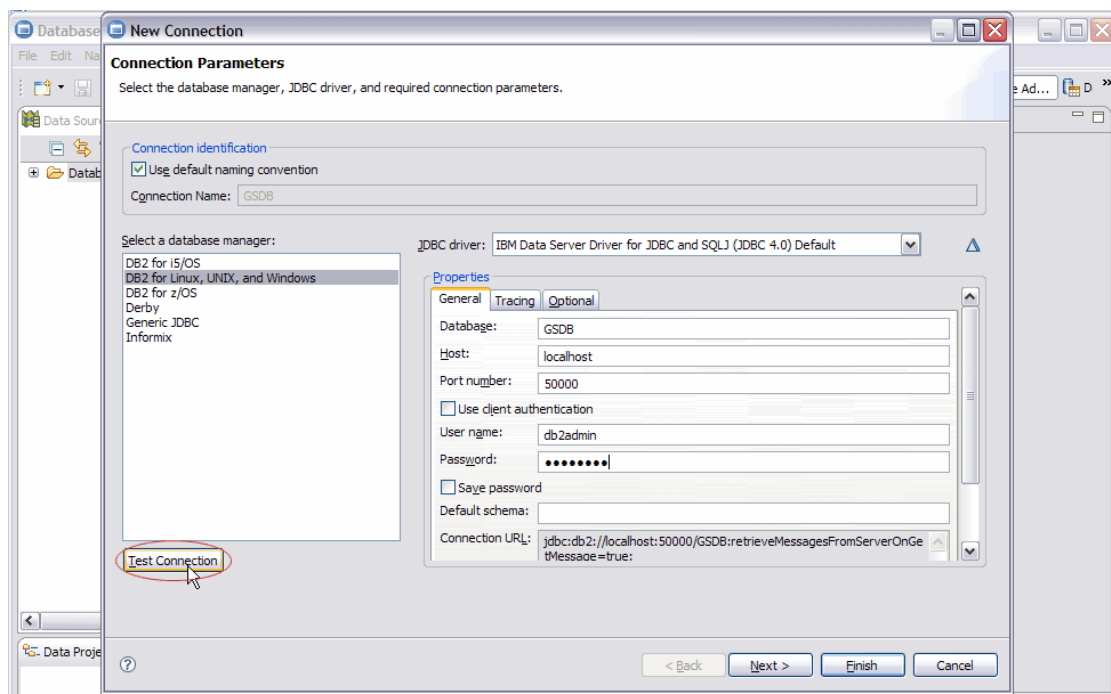 Database
New Connection
File Edit Na
Connection Parameters
Select the database manager, JDBC driver, and required connection parameters.
e Ad...
D
»
Data Sour
Connection identification
Use default naming convention
Datab
Connection Name: GSDB
Select a database manager:
JDBC driver: IBM Data Server Driver for JDBC and SQLJ (JDBC 4.0) Default
DB2 for i5/OS
DB2 for Linux, UNIX, and Windows
DB2 for z/OS
Derby
Generic JDBC
Informix
Properties
General Tracing Optional
Database: GSDB
Host: localhost
Port number: 50000
Use client authentication
User name: db2admin
Password: ••••••••
Save password
Default schema:
Connection URL: jdbc:db2://localhost:50000/GSDB:retrieveMessagesFromServerOnGe
tMessage=true;
Test Connection
Data Proje
?
< Back Next > Finish Cancel